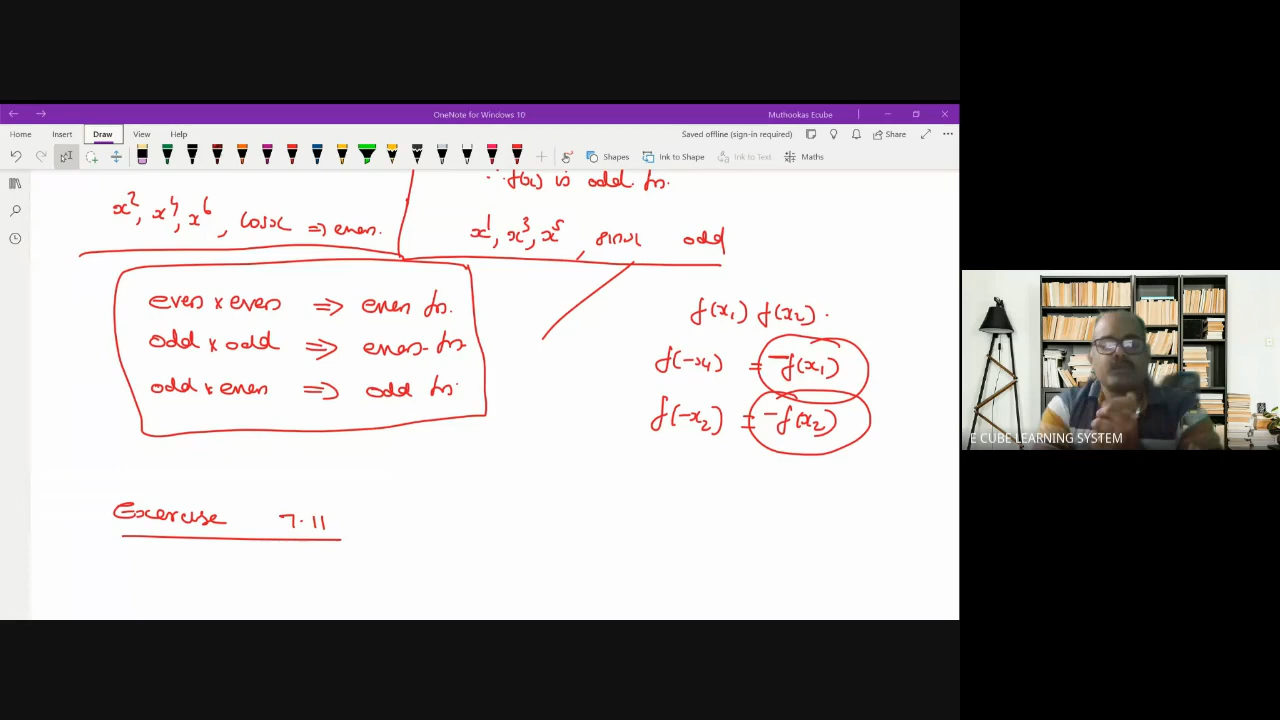 OneNote for Windows 10
Muthookas Ecube
Home Insert Draw View Help
Saved offline (sign-in required) Share
Shapes Ink to Shape Ink to Text Maths
∴ f(x) is odd fn.
x², x⁴, x⁶, cosx ⇒ even.
x¹, x³, x⁵, sinx odd
even × even ⇒ even fn.
odd × odd ⇒ even fn
odd × even ⇒ odd fn.
f(x₁) f(x₂).
f(-x₁) = -f(x₁)
f(-x₂) = -f(x₂)
Exercise 7.11
E CUBE LEARNING SYSTEM